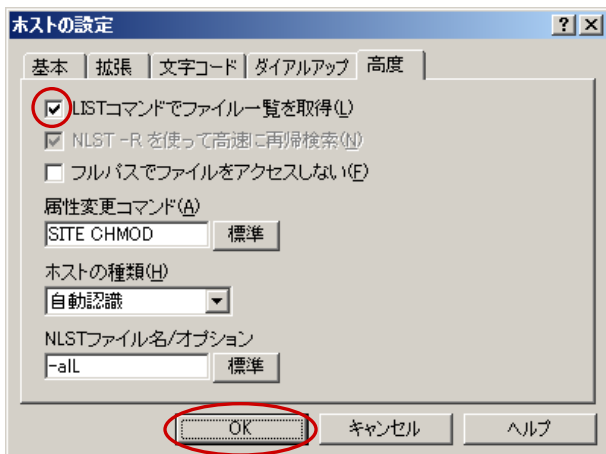 ホストの設定
基本 拡張 文字コード ダイアルアップ 高度
LISTコマンドでファイル一覧を取得(L)
NLST -R を使って高速に再帰検索(N)
フルパスでファイルをアクセスしない(F)
属性変更コマンド(A)
SITE CHMOD 標準
ホストの種類(H)
自動認識
NLSTファイル名/オプション
-alL 標準
OK キャンセル ヘルプ